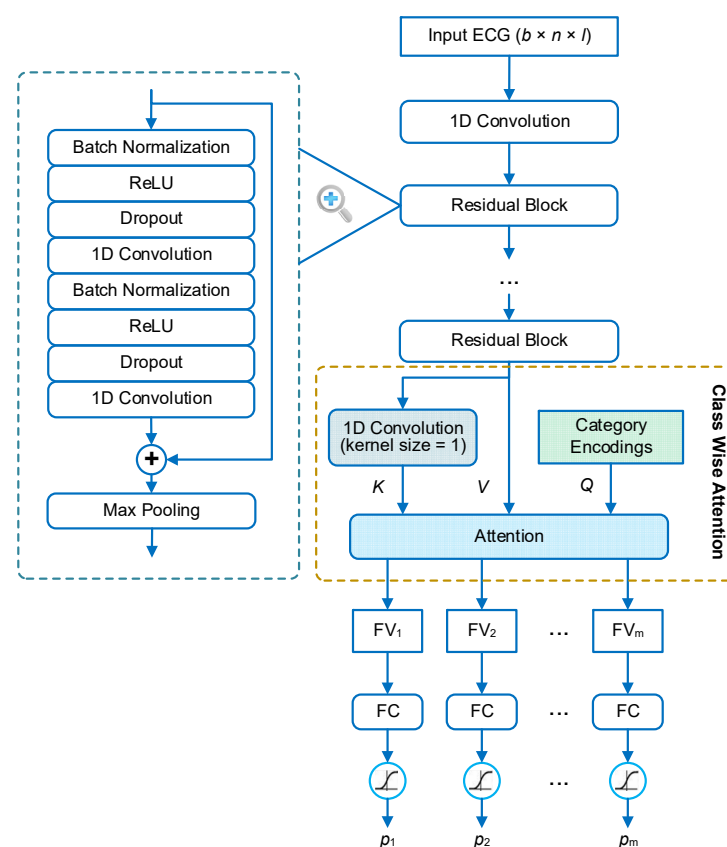 Input ECG (b × n × l)
1D Convolution
Residual Block
...
Residual Block
Batch Normalization
ReLU
Dropout
1D Convolution
Batch Normalization
ReLU
Dropout
1D Convolution
+
Max Pooling
Class Wise Attention
1D Convolution
(kernel size = 1)
Category
Encodings
K V Q
Attention
FV₁ FV₂ ... FVₘ
FC FC ... FC
...
p₁ p₂ pₘ